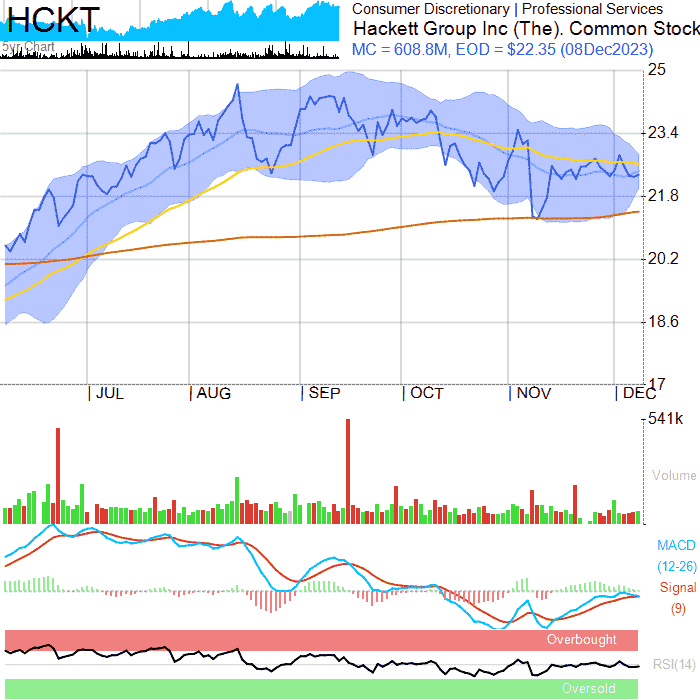 HCKT
5yr Chart
Consumer Discretionary | Professional Services
Hackett Group Inc (The). Common Stock
MC = 608.8M, EOD = $22.35 (08Dec2023)
25
23.4
21.8
20.2
18.6
17
JUL
AUG
SEP
OCT
NOV
DEC
541k
Volume
MACD
(12-26)
Signal
(9)
Overbought
RSI(14)
Oversold